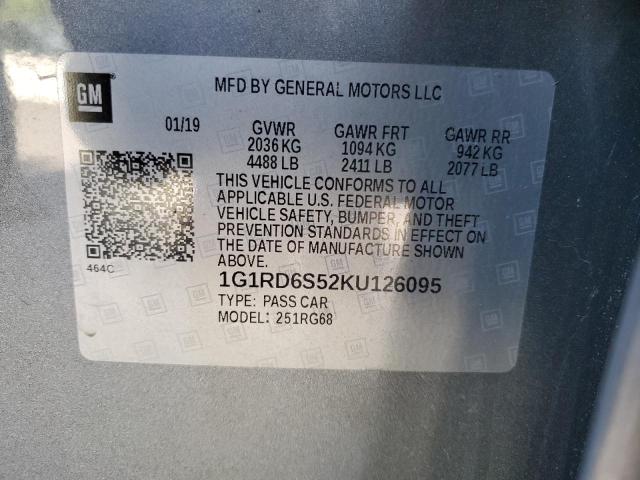 GM
MFD BY GENERAL MOTORS LLC
01/19 GVWR GAWR FRT GAWR RR
2036 KG 1094 KG 942 KG
4488 LB 2411 LB 2077 LB
THIS VEHICLE CONFORMS TO ALL
APPLICABLE U.S. FEDERAL MOTOR
VEHICLE SAFETY, BUMPER, AND THEFT
PREVENTION STANDARDS IN EFFECT ON
THE DATE OF MANUFACTURE SHOWN
ABOVE.
464C
1G1RD6S52KU126095
TYPE: PASS CAR
MODEL: 251RG68